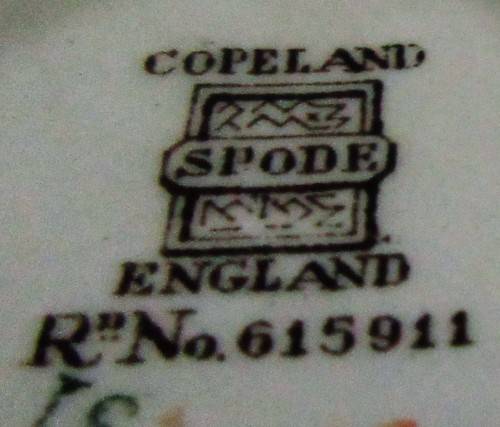 COPELAND
SPODE
ENGLAND
Rᴰ No. 615911